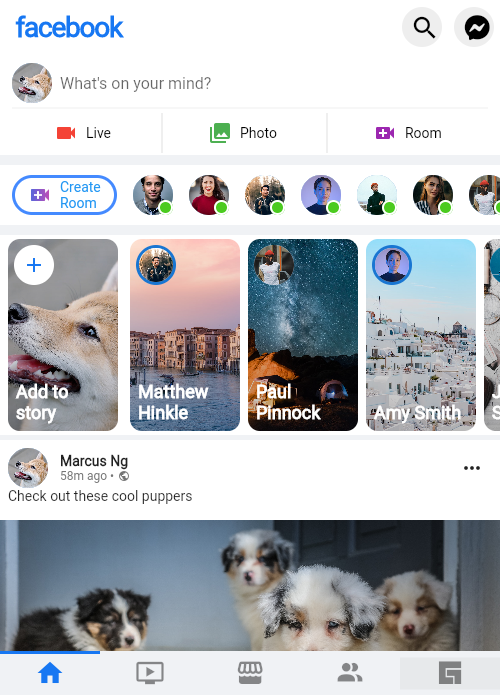 facebook
What's on your mind?
Live
Photo
Room
Create
Room
Add to
story
Matthew
Hinkle
Paul
Pinnock
Amy Smith
J
S
Marcus Ng
58m ago •
Check out these cool puppers